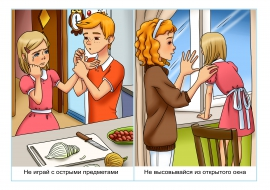 Не играй с острыми предметами
Не высовывайся из открытого окна